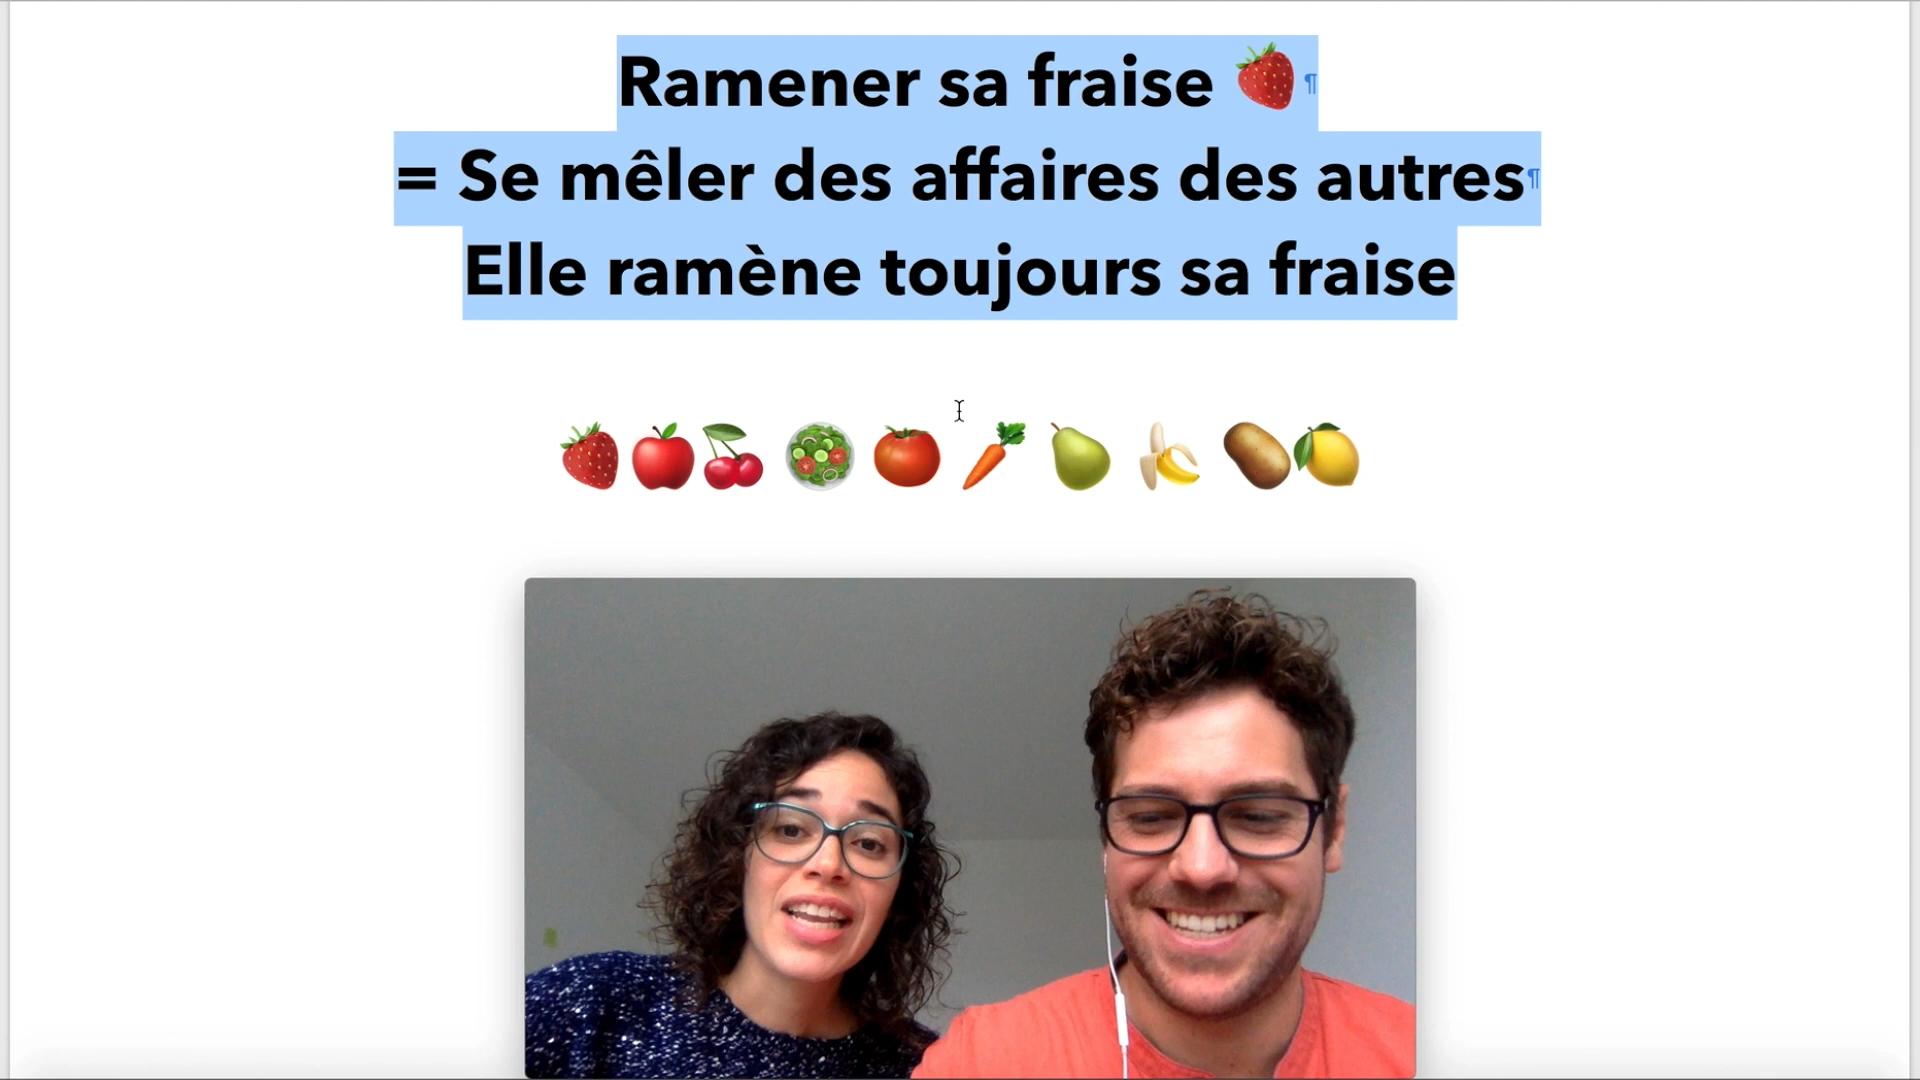 Ramener sa fraise 🍓¶
= Se mêler des affaires des autres¶
Elle ramène toujours sa fraise